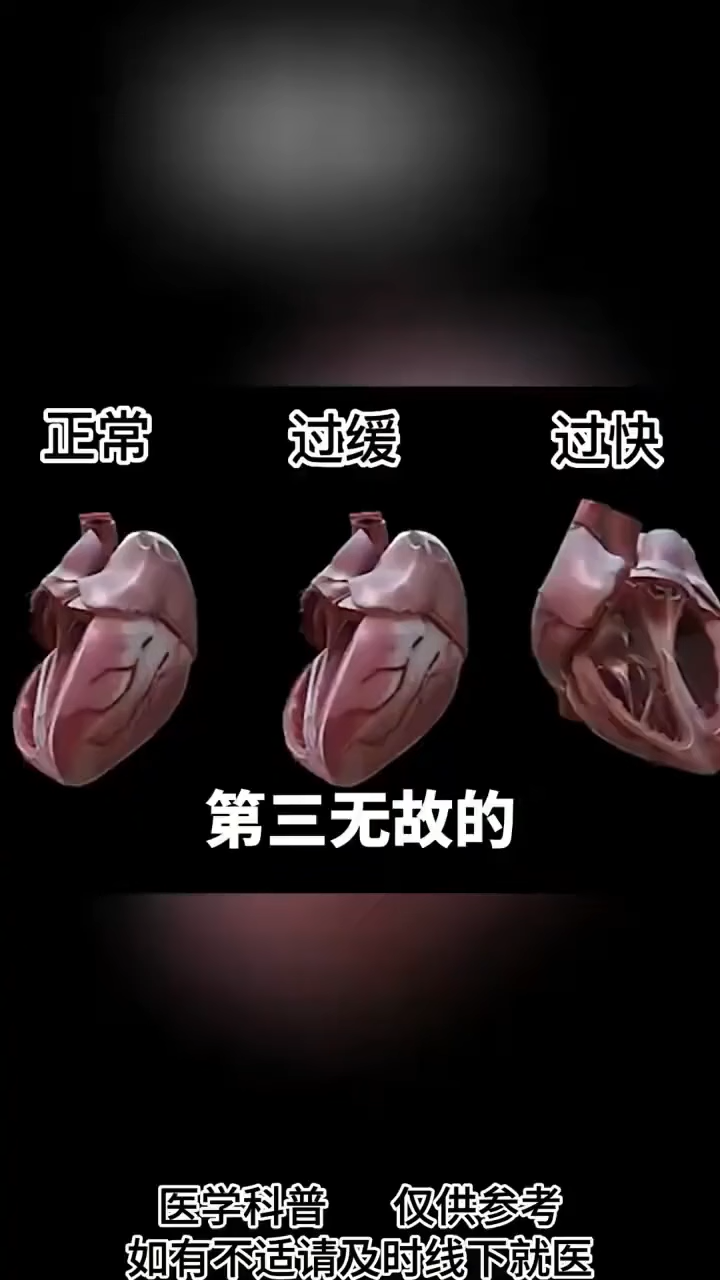 正常 过缓 过快
第三无故的
医学科普 仅供参考
如有不适请及时线下就医